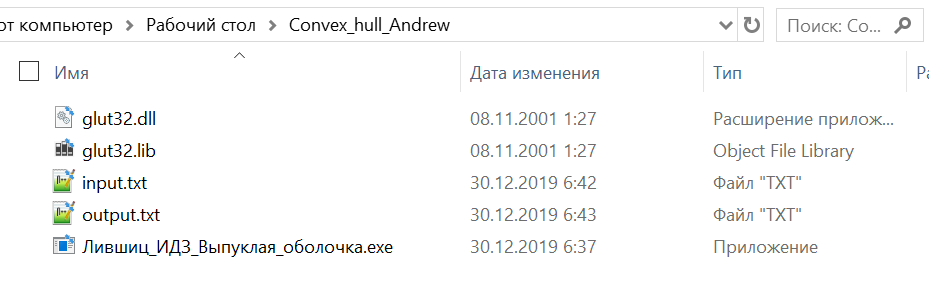 от компьютер > Рабочий стол > Convex_hull_Andrew Поиск: Co...
Имя Дата изменения Тип Ра
glut32.dll 08.11.2001 1:27 Расширение прилож...
glut32.lib 08.11.2001 1:27 Object File Library
input.txt 30.12.2019 6:42 Файл "TXT"
output.txt 30.12.2019 6:43 Файл "TXT"
Лившиц_ИДЗ_Выпуклая_оболочка.exe 30.12.2019 6:37 Приложение